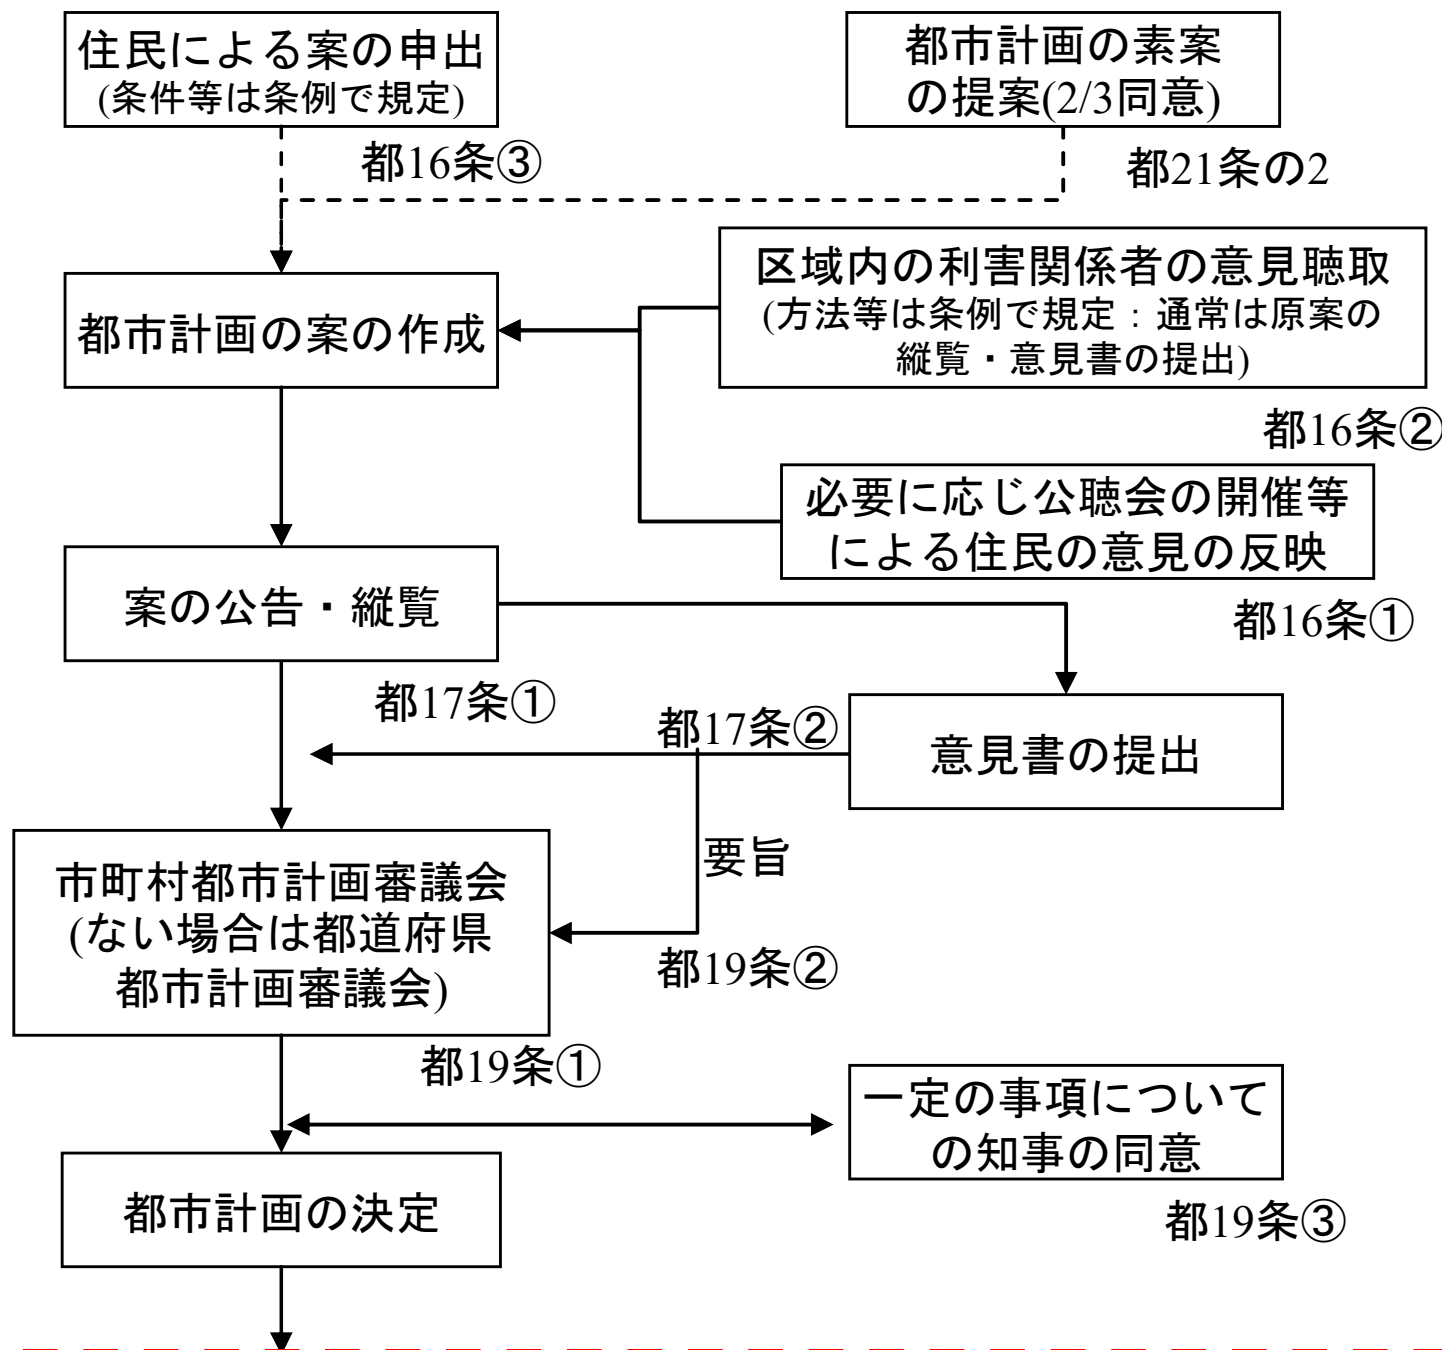 住民による案の申出
(条件等は条例で規定)
都市計画の素案
の提案(2/3同意)
都16条③
都21条の2
区域内の利害関係者の意見聴取
(方法等は条例で規定：通常は原案の
縦覧・意見書の提出)
都市計画の案の作成
都16条②
必要に応じ公聴会の開催等
による住民の意見の反映
案の公告・縦覧
都16条①
都17条①
都17条②
意見書の提出
要旨
市町村都市計画審議会
(ない場合は都道府県
都市計画審議会)
都19条②
都19条①
一定の事項について
の知事の同意
都市計画の決定
都19条③